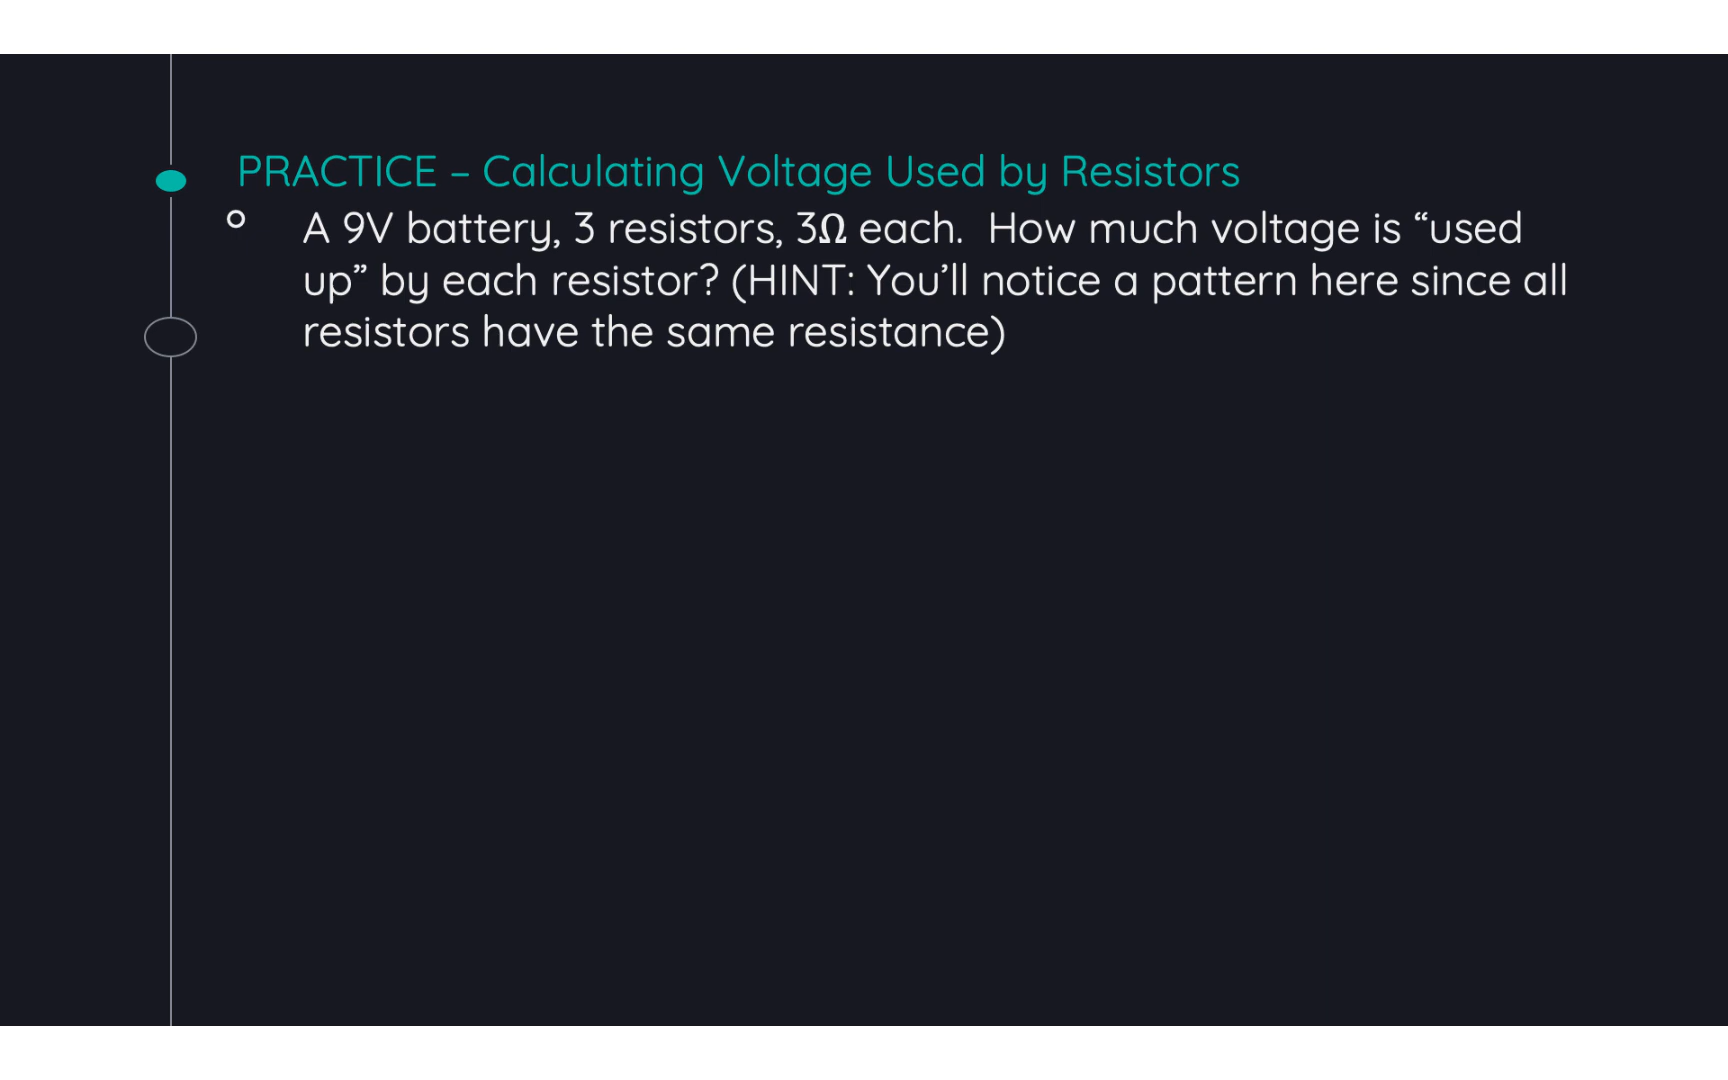 PRACTICE – Calculating Voltage Used by Resistors
A 9V battery, 3 resistors, 3Ω each.  How much voltage is “used
up” by each resistor? (HINT: You’ll notice a pattern here since all
resistors have the same resistance)